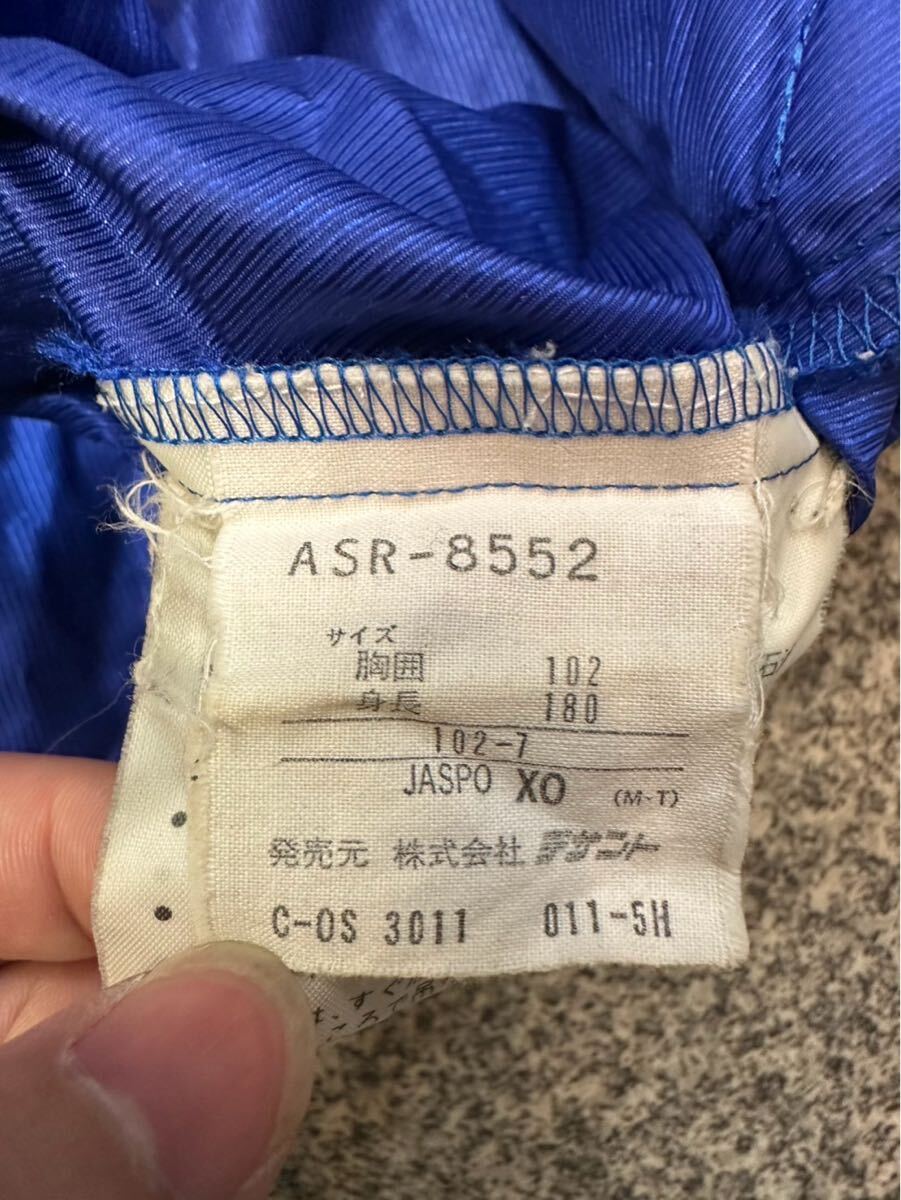 ASR-8552
サイズ
胸囲 102
身長 180
102-7
JASPO XO (M-T)
発売元 株式会社 デサント
C-OS 3011 011-5H
石